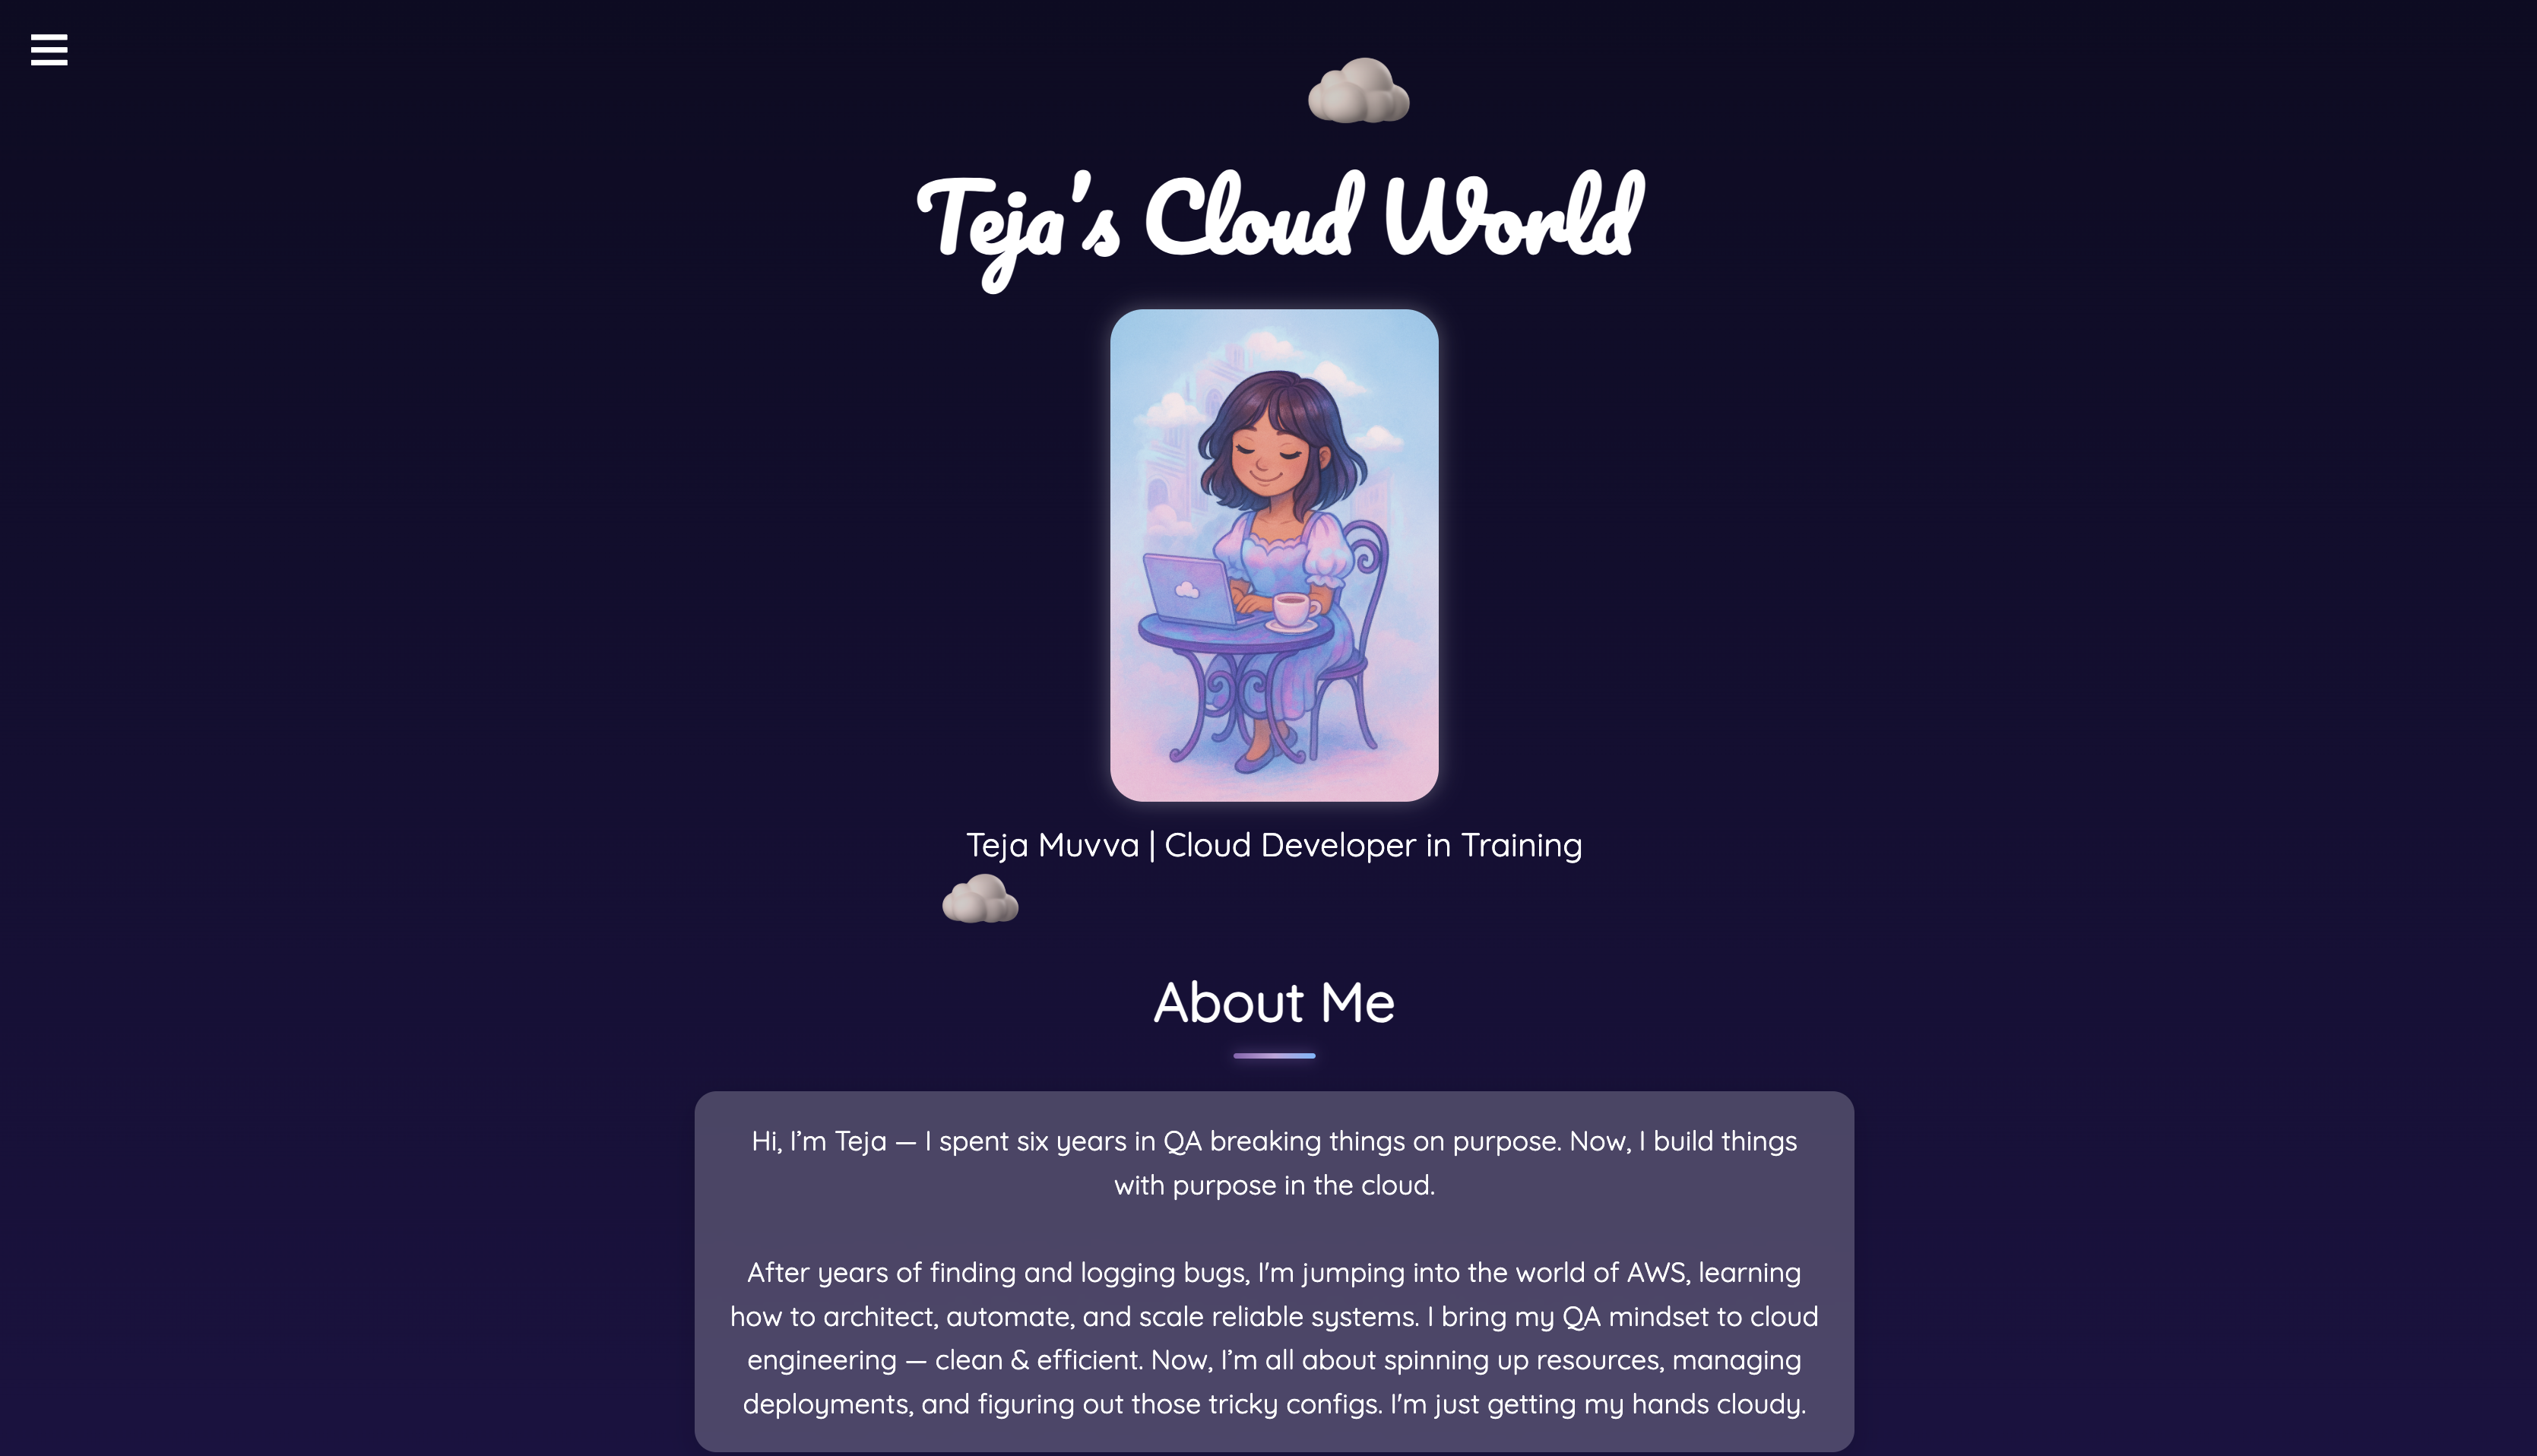 Teja's Cloud World
Teja Muvva | Cloud Developer in Training
About Me
Hi, I’m Teja — I spent six years in QA breaking things on purpose. Now, I build things
with purpose in the cloud.
After years of finding and logging bugs, I'm jumping into the world of AWS, learning
how to architect, automate, and scale reliable systems. I bring my QA mindset to cloud
engineering — clean & efficient. Now, I’m all about spinning up resources, managing
deployments, and figuring out those tricky configs. I'm just getting my hands cloudy.